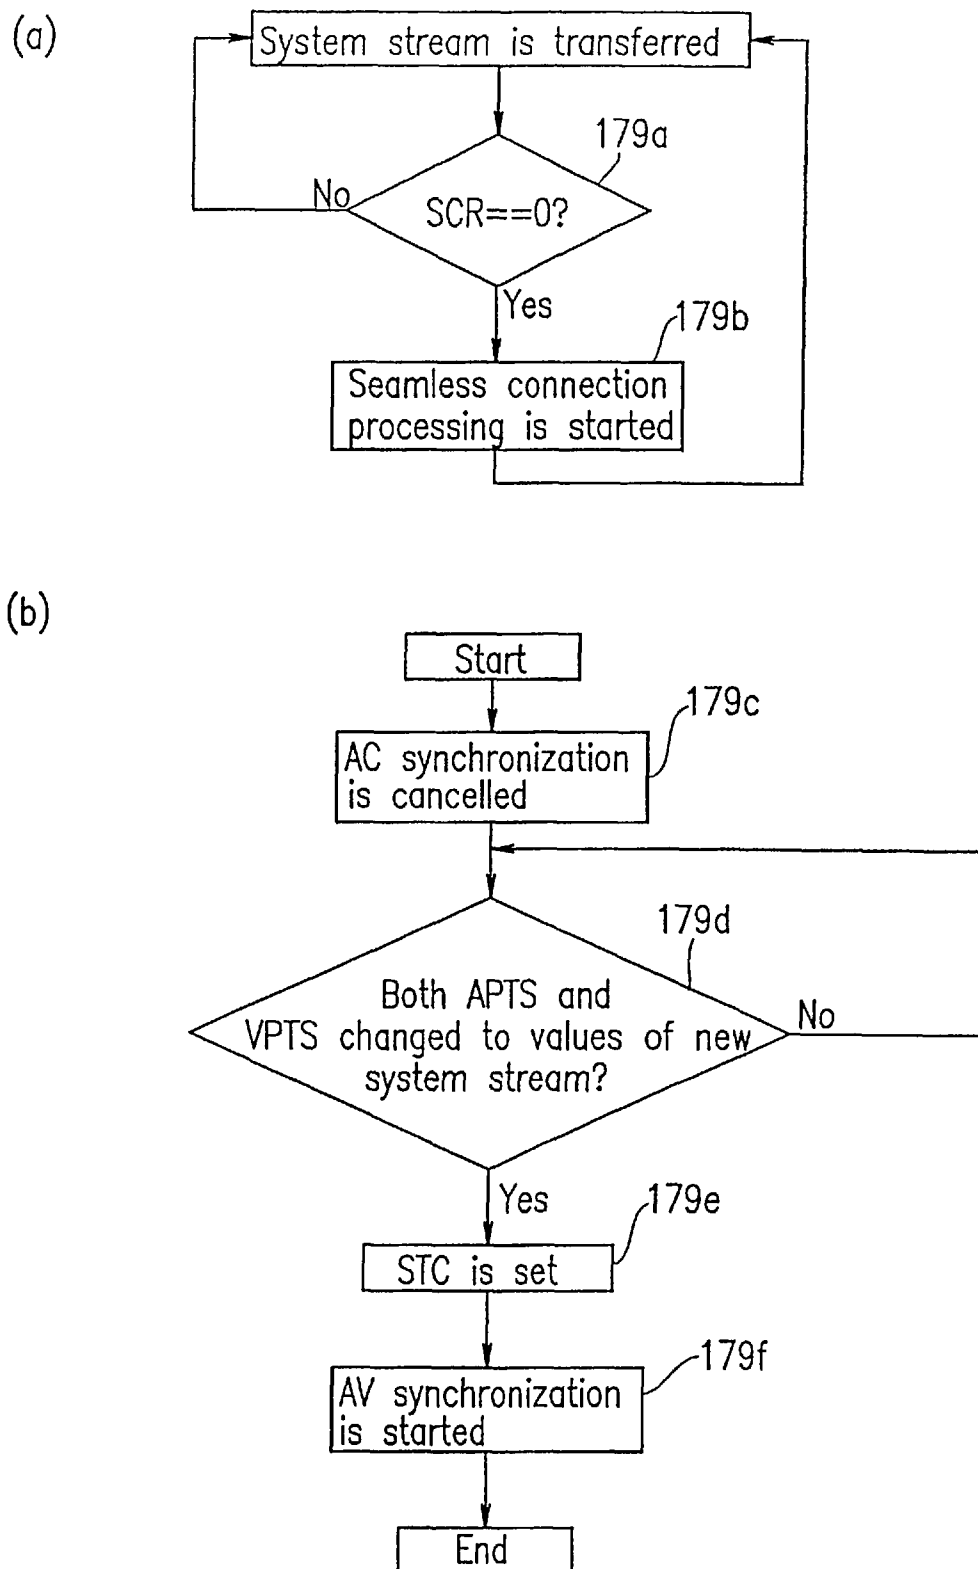 (a)
System stream is transferred
179a
No
SCR==0?
Yes
179b
Seamless connection
processing is started
(b)
Start
179c
AC synchronization
is cancelled
179d
Both APTS and
VPTS changed to values of new
system stream?
No
Yes
179e
STC is set
179f
AV synchronization
is started
End